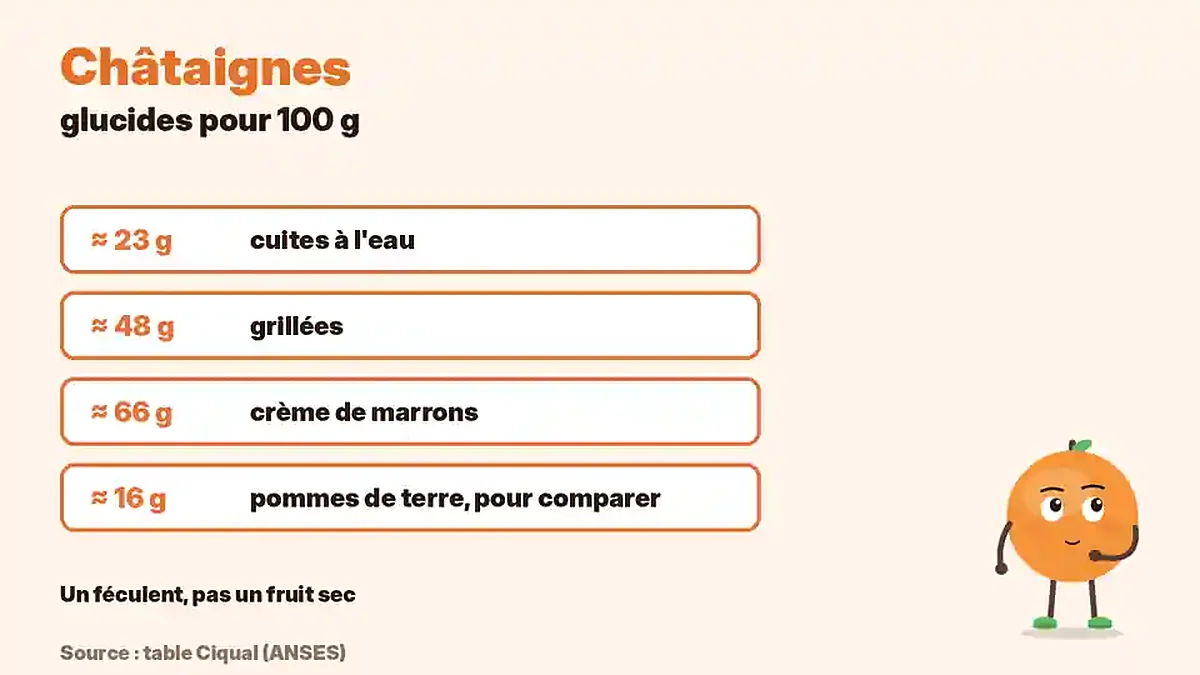 Châtaignes
glucides pour 100 g
≈ 23 g cuites à l'eau
≈ 48 g grillées
≈ 66 g crème de marrons
≈ 16 g pommes de terre, pour comparer
Un féculent, pas un fruit sec
Source : table Ciqual (ANSES)